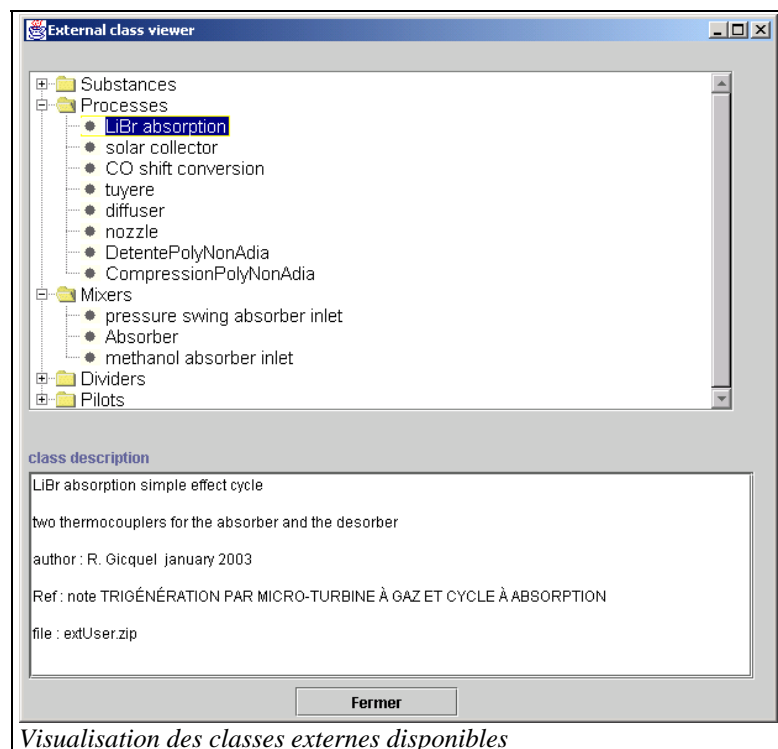 External class viewer
Substances
Processes
LiBr absorption
solar collector
CO shift conversion
tuyere
diffuser
nozzle
DetentePolyNonAdia
CompressionPolyNonAdia
Mixers
pressure swing absorber inlet
Absorber
methanol absorber inlet
Dividers
Pilots
class description
LiBr absorption simple effect cycle
two thermocouplers for the absorber and the desorber
author : R. Gicquel january 2003
Ref : note TRIGÉNÉRATION PAR MICRO-TURBINE À GAZ ET CYCLE À ABSORPTION
file : extUser.zip
Fermer
Visualisation des classes externes disponibles